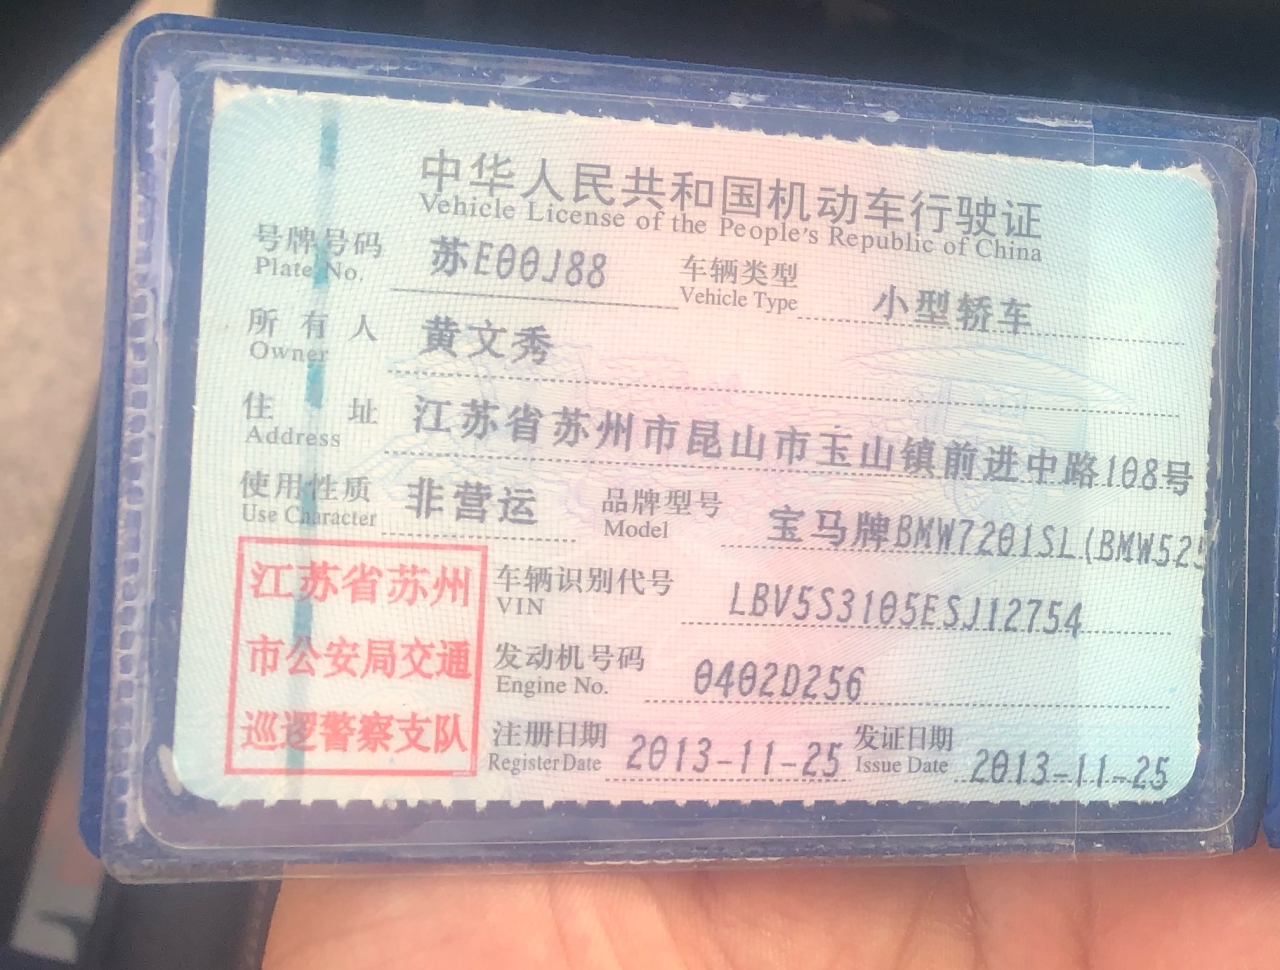 中华人民共和国机动车行驶证
Vehicle License of the People's Republic of China
号牌号码 苏E00J88 车辆类型 小型轿车
Plate No. Vehicle Type
所有人 黄文秀
Owner
住址 江苏省苏州市昆山市玉山镇前进中路108号
Address
使用性质 非营运 品牌型号 宝马牌BMW7201SL(BMW525
Use Character Model
江苏省苏州
市公安局交通
巡逻警察支队
车辆识别代号 LBV5S3105ESJ12754
VIN
发动机号码 0402D256
Engine No.
注册日期 2013-11-25 发证日期 2013-11-25
Register Date Issue Date